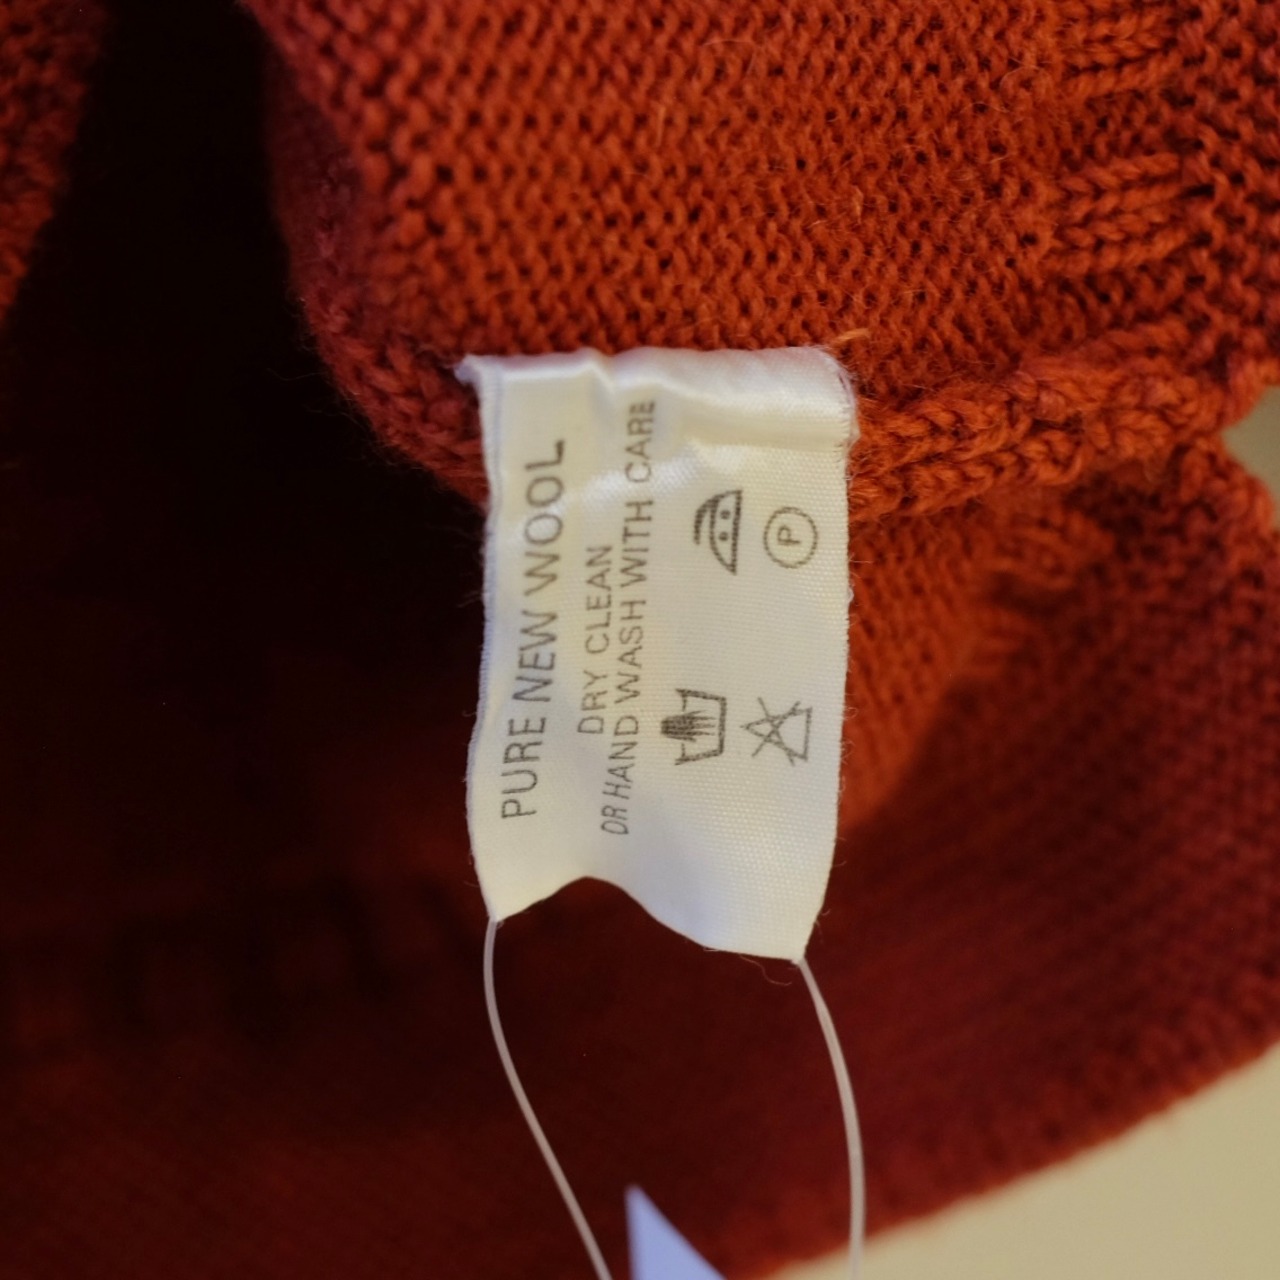 PURE NEW WOOL
DRY CLEAN
OR HAND WASH WITH CARE
P